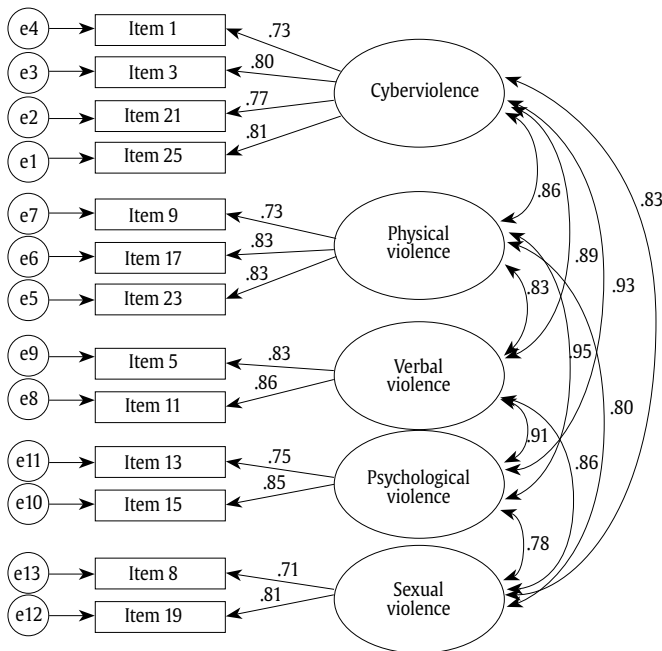 e4
Item 1
.73
e3
Item 3
.80
e2
Item 21
.77
e1
Item 25
.81
Cyberviolence
.86
.83
e7
Item 9
.73
e6
Item 17
.83
e5
Item 23
.83
Physical
violence
.89
.93
.83
e9
Item 5
.83
e8
Item 11
.86
Verbal
violence
.95
.80
.91
.86
e11
Item 13
.75
e10
Item 15
.85
Psychological
violence
.78
e13
Item 8
.71
e12
Item 19
.81
Sexual
violence